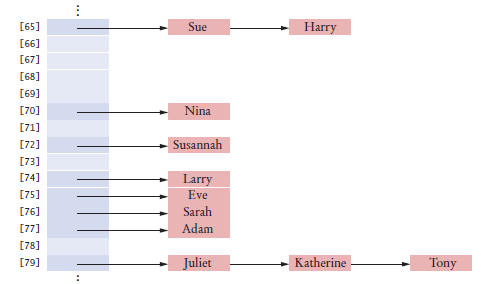 [65] Sue Harry
[66]
[67]
[68]
[69]
[70] Nina
[71]
[72] Susannah
[73]
[74] Larry
[75] Eve
[76] Sarah
[77] Adam
[78]
[79] Juliet Katherine Tony